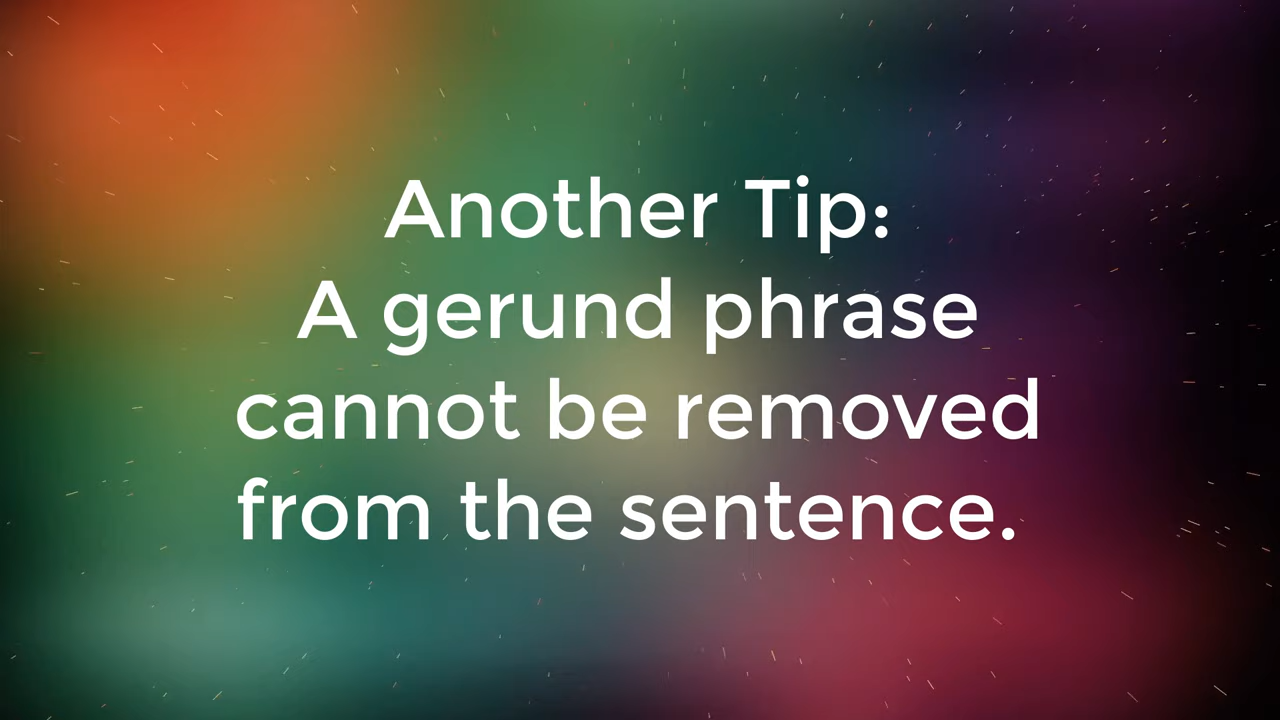 Another Tip:
A gerund phrase
cannot be removed
from the sentence.